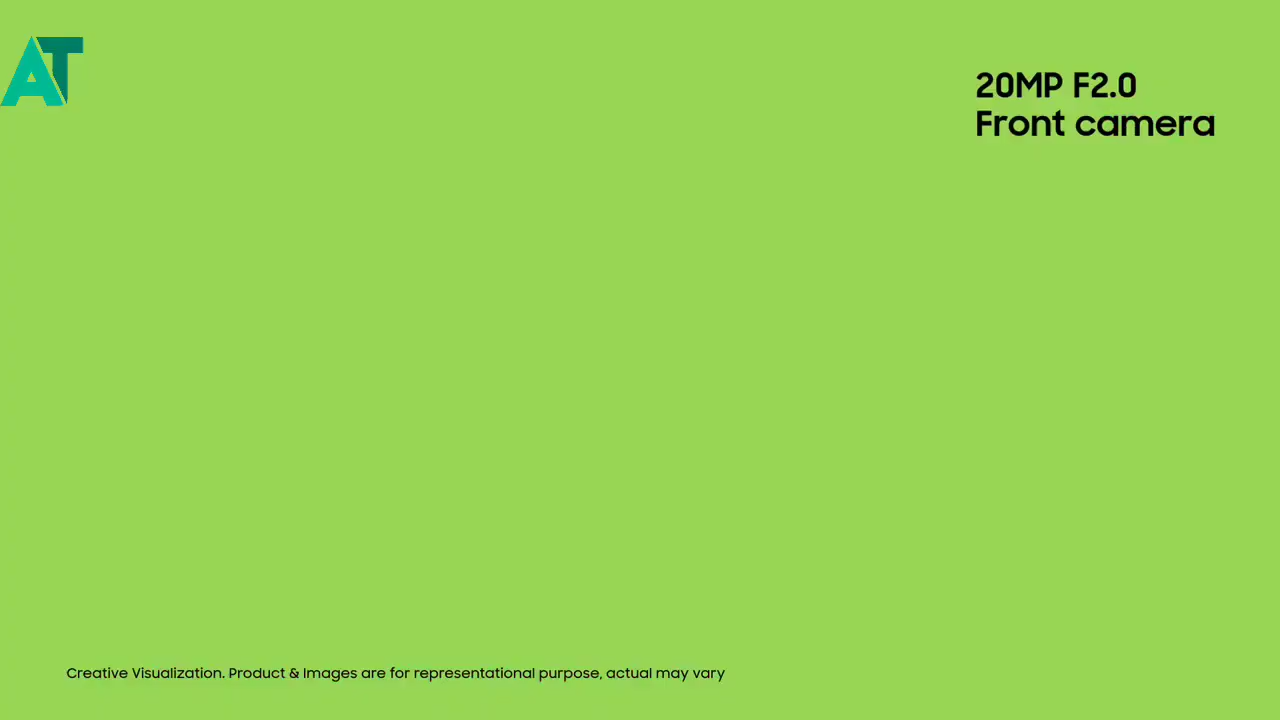 AT
20MP F2.0
Front camera
Creative Visualization. Product & Images are for representational purpose, actual may vary